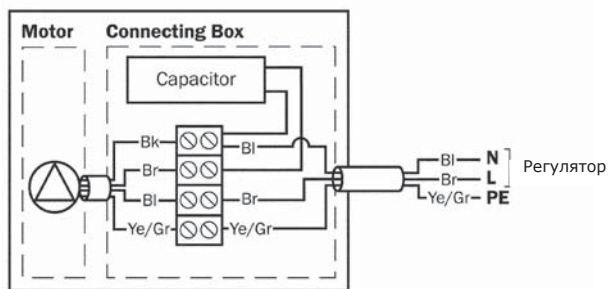 Motor Connecting Box
Capacitor
Bk Bl
Br
Bl Br
Ye/Gr Ye/Gr
Bl N
Br L Регулятор
Ye/Gr PE